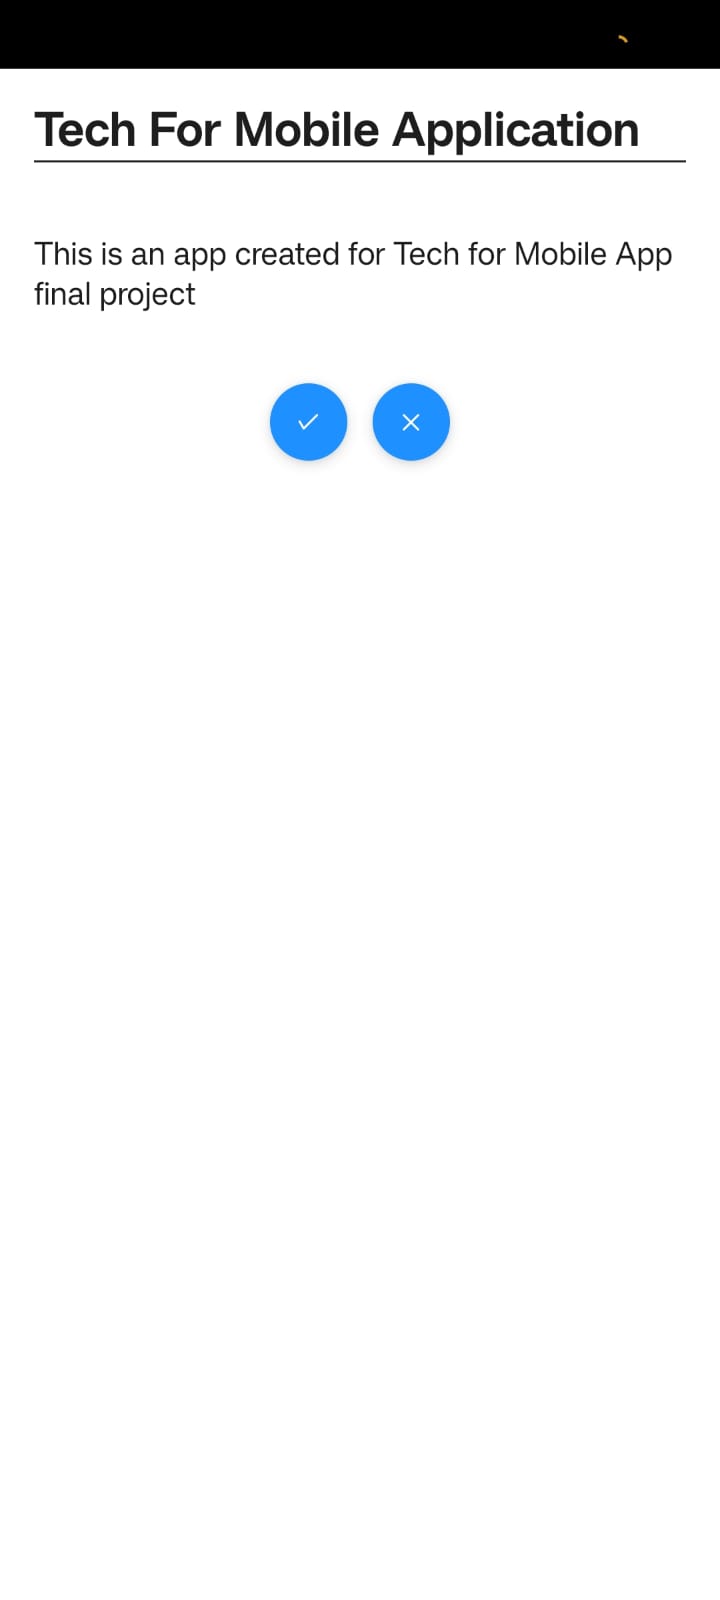 Tech For Mobile Application
This is an app created for Tech for Mobile App
final project